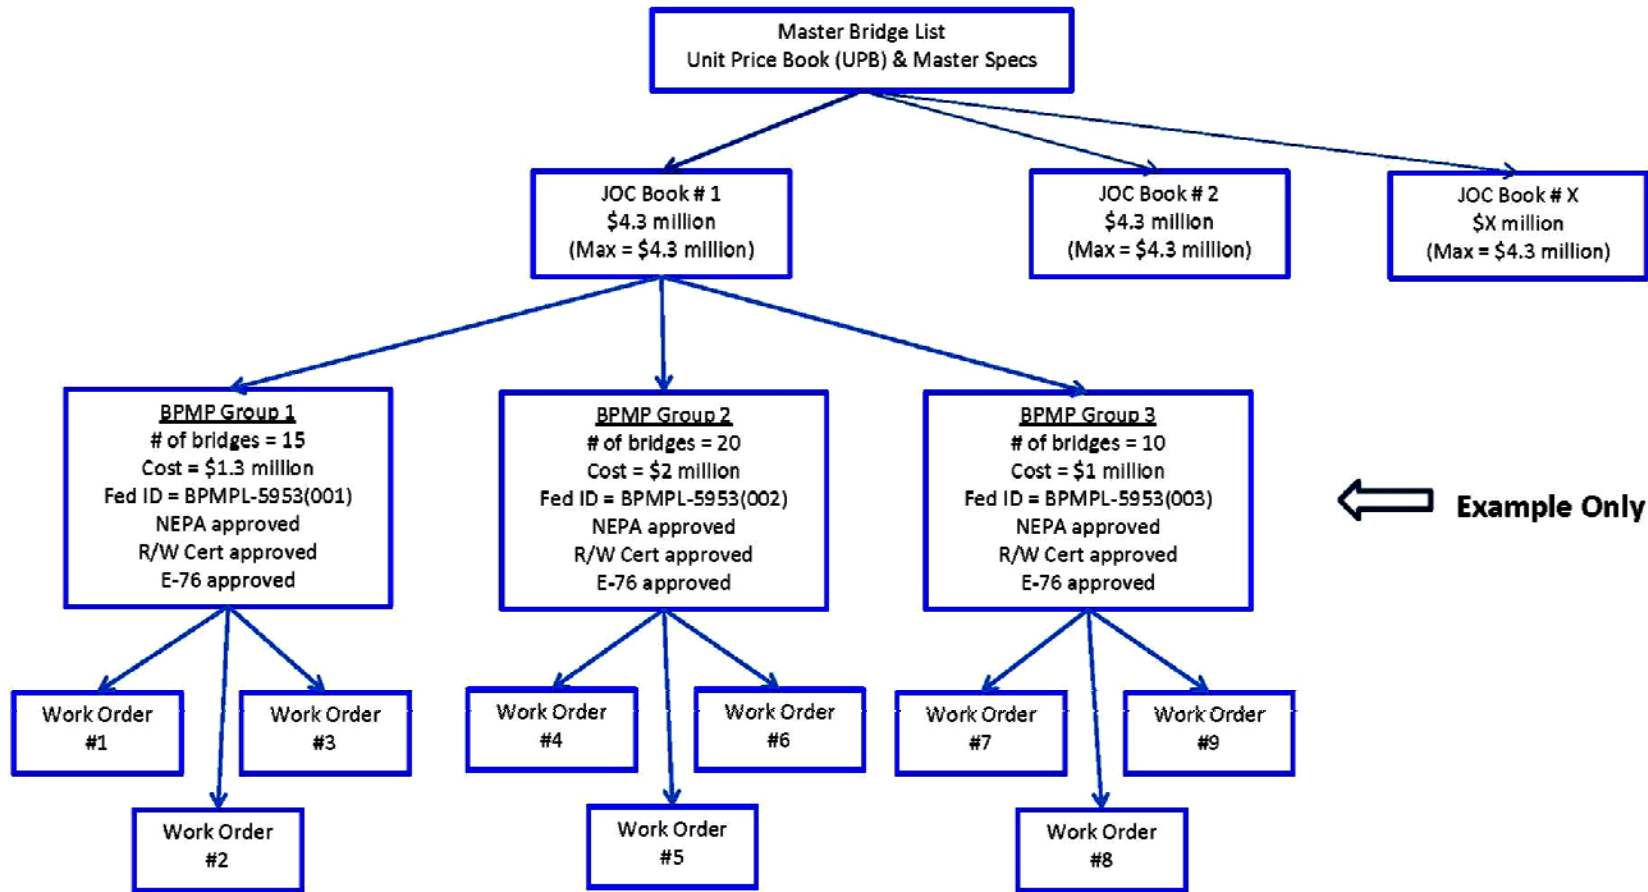 Master Bridge List
Unit Price Book (UPB) & Master Specs
JOC Book # 1
$4.3 million
(Max = $4.3 million)
JOC Book # 2
$4.3 million
(Max = $4.3 million)
JOC Book # X
$X million
(Max = $4.3 million)
BPMP Group 1
# of bridges = 15
Cost = $1.3 million
Fed ID = BPMPL-5953(001)
NEPA approved
R/W Cert approved
E-76 approved
BPMP Group 2
# of bridges = 20
Cost = $2 million
Fed ID = BPMPL-5953(002)
NEPA approved
R/W Cert approved
E-76 approved
BPMP Group 3
# of bridges = 10
Cost = $1 million
Fed ID = BPMPL-5953(003)
NEPA approved
R/W Cert approved
E-76 approved
Example Only
Work Order
#1
Work Order
#3
Work Order
#4
Work Order
#6
Work Order
#7
Work Order
#9
Work Order
#2
Work Order
#5
Work Order
#8